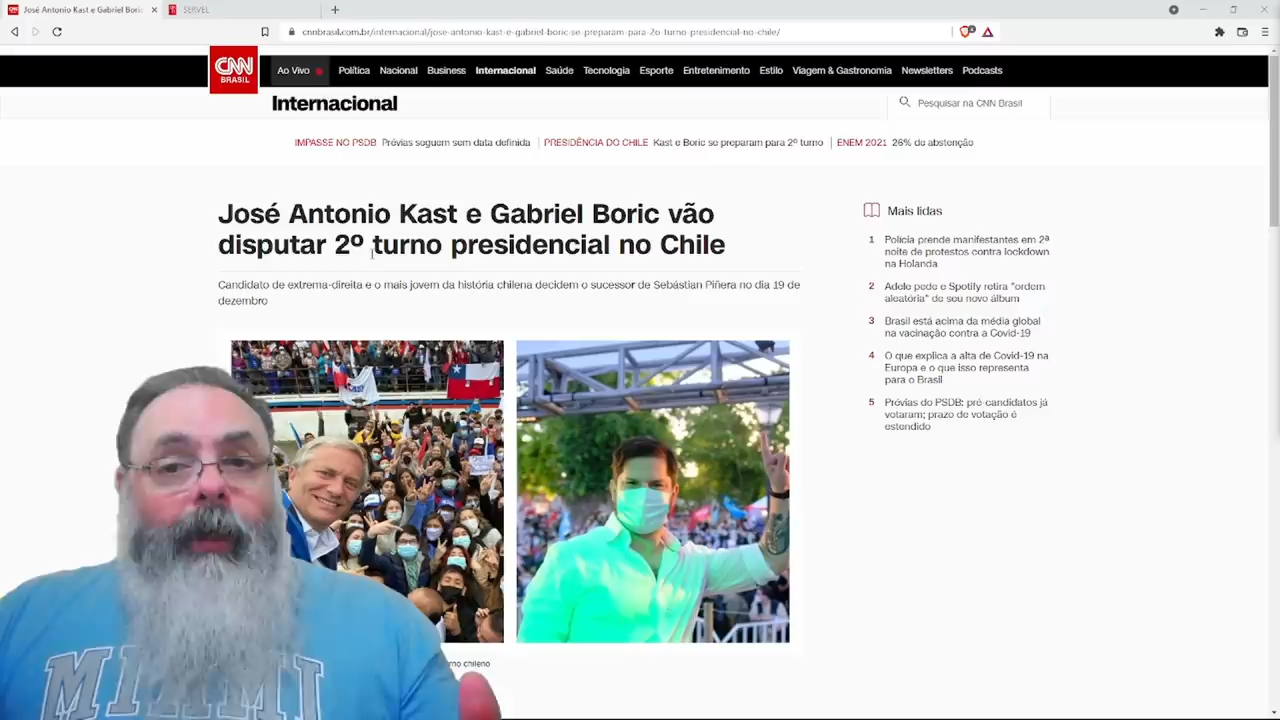 José Antonio Kast e Gabriel Boric
SERVEL
cnnbrasil.com.br/internacional/jose-antonio-kast-e-gabriel-boric-se-preparam-para-2o-turno-presidencial-no-chile/
CNN
BRASIL
Ao Vivo
Política
Nacional
Business
Internacional
Saúde
Tecnologia
Esporte
Entretenimento
Estilo
Viagem & Gastronomia
Newsletters
Podcasts
Internacional
Pesquisar na CNN Brasil
IMPASSE NO PSDB Prévias seguem sem data definida
PRESIDÊNCIA DO CHILE Kast e Boric se preparam para 2º turno
ENEM 2021 26% de abstenção
José Antonio Kast e Gabriel Boric vão
disputar 2º turno presidencial no Chile
Candidato de extrema-direita e o mais jovem da história chilena decidem o sucessor de Sebástian Piñera no dia 19 de
dezembro
Mais lidas
1 Polícia prende manifestantes em 2ª
noite de protestos contra lockdown
na Holanda
2 Adele pede e Spotify retira "ordem
aleatória" de seu novo álbum
3 Brasil está acima da média global
na vacinação contra a Covid-19
4 O que explica a alta de Covid-19 na
Europa e o que isso representa
para o Brasil
5 Prévias do PSDB: pré-candidatos já
votaram; prazo de votação é
estendido
rno chileno
MIAMI